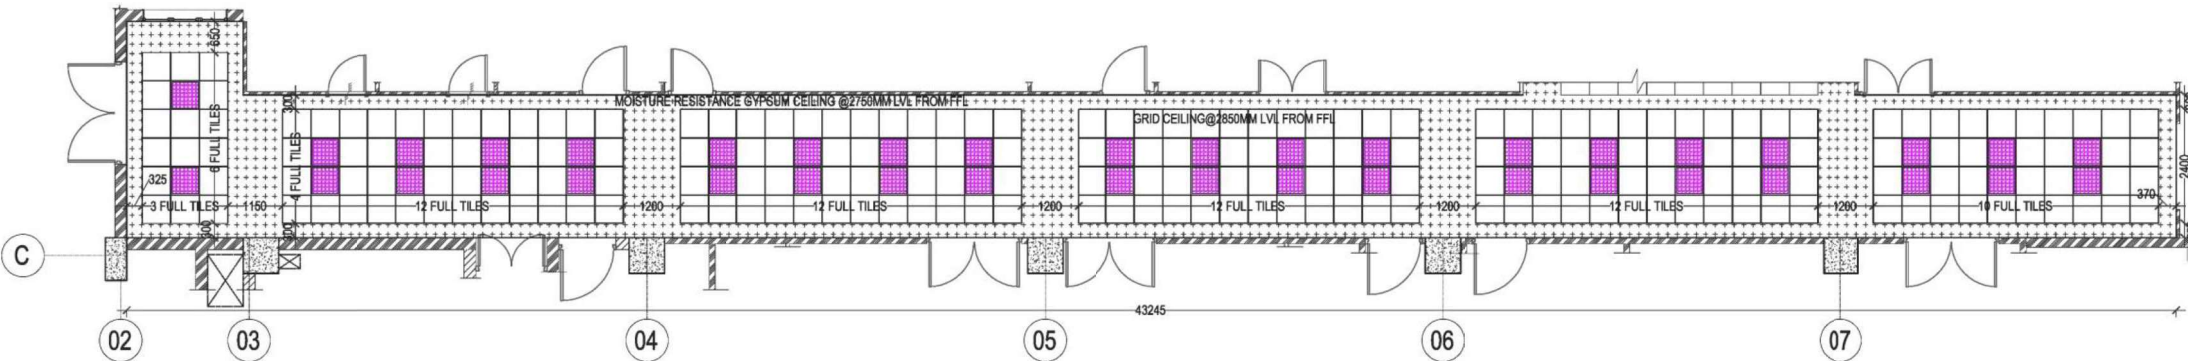 650
300
MOISTURE RESISTANCE GYPSUM CEILING @2750MM LVL FROM FFL
GRID CEILING@2850MM LVL FROM FFL
6 FULL TILES
4 FULL TILES
2400
325
370
3 FULL TILES
1150
12 FULL TILES
1200
12 FULL TILES
1200
12 FULL TILES
1200
12 FULL TILES
1200
10 FULL TILES
300
300
C
43245
02
03
04
05
06
07